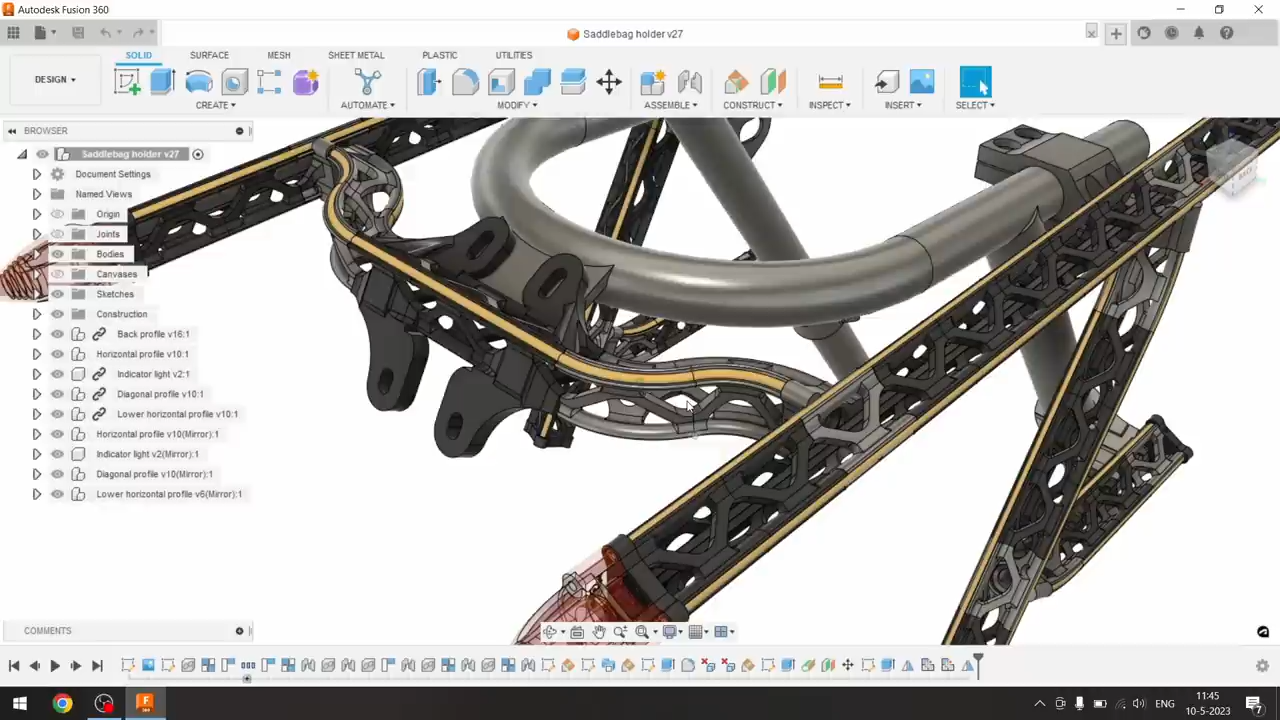 Autodesk Fusion 360
Saddlebag holder v27
SOLID SURFACE MESH SHEET METAL PLASTIC UTILITIES
DESIGN
CREATE AUTOMATE MODIFY ASSEMBLE CONSTRUCT INSPECT INSERT SELECT
BROWSER
Saddlebag holder v27
Document Settings
Named Views
Origin
Joints
Bodies
Canvases
Sketches
Construction
Back profile v16:1
Horizontal profile v10:1
Indicator light v2:1
Diagonal profile v10:1
Lower horizontal profile v10:1
Horizontal profile v10(Mirror):1
Indicator light v2(Mirror):1
Diagonal profile v10(Mirror):1
Lower horizontal profile v6(Mirror):1
COMMENTS
ENG
11:45
10-5-2023
7